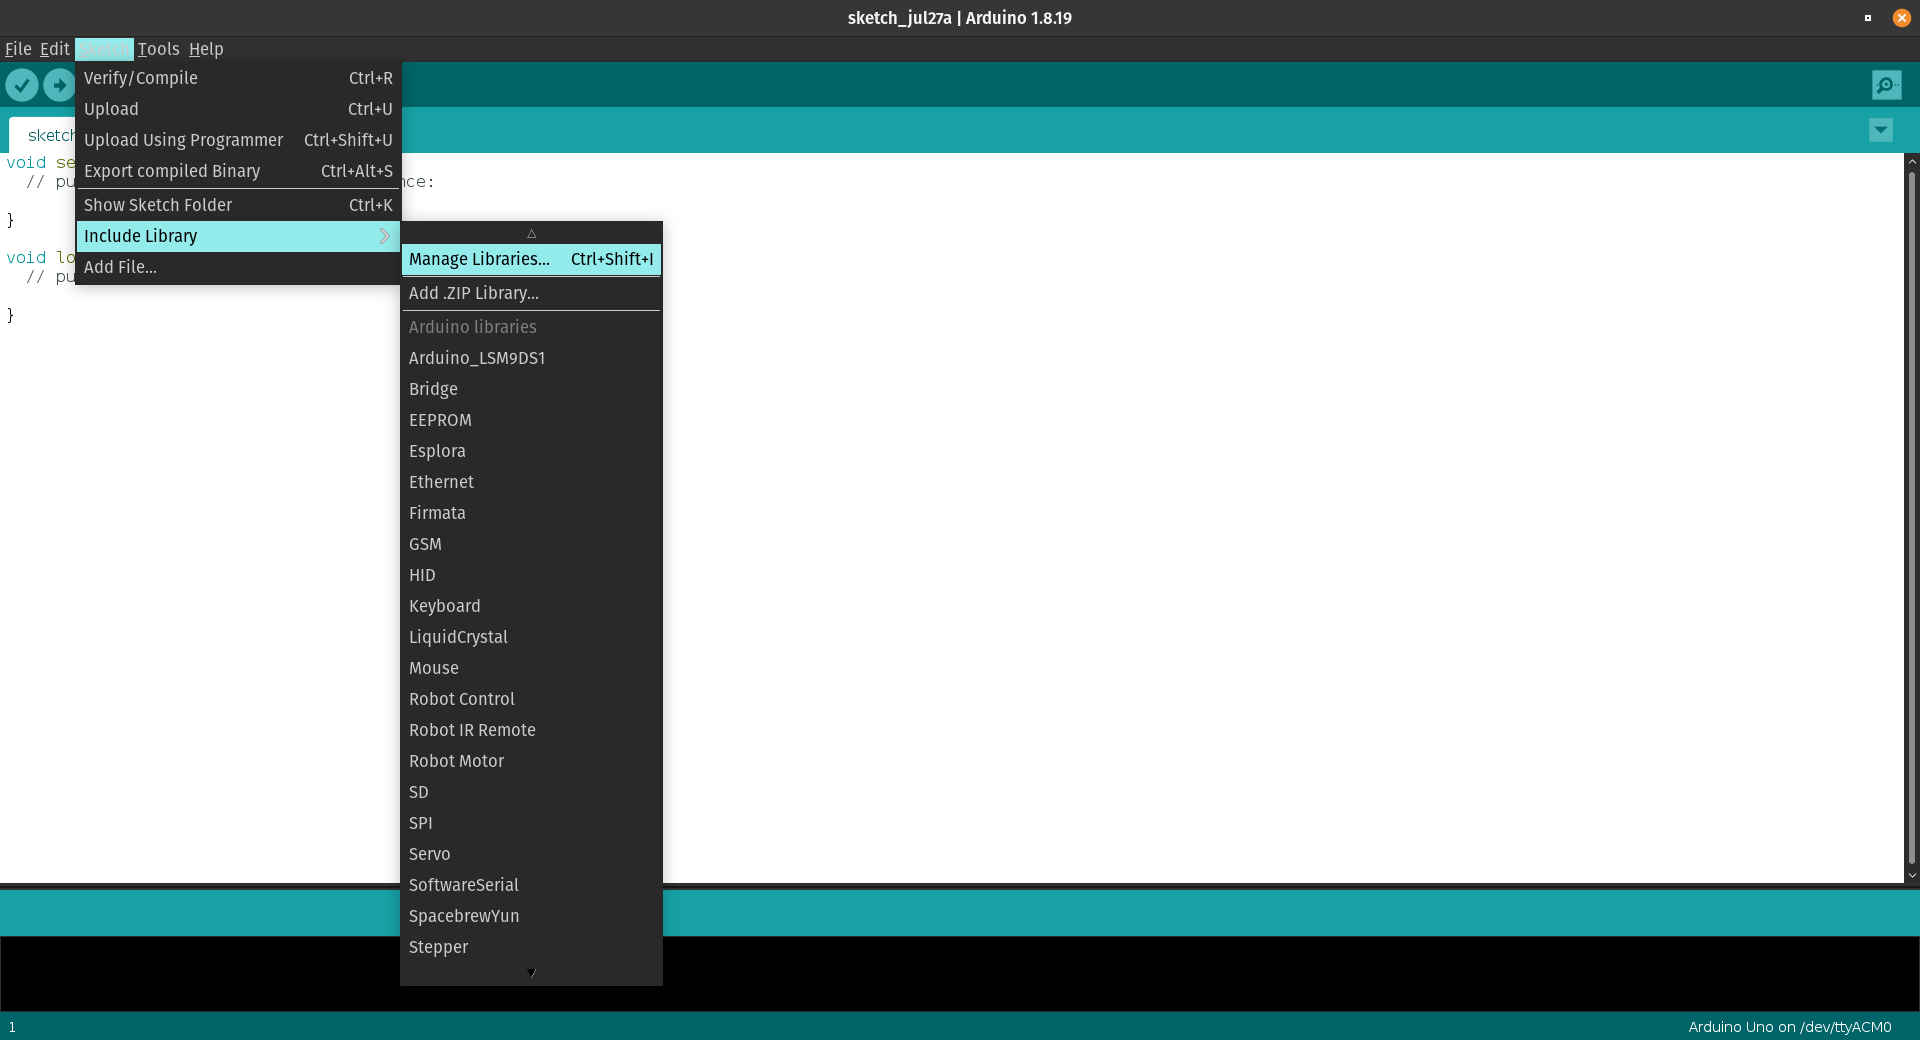 sketch_jul27a | Arduino 1.8.19
File Edit Sketch Tools Help
Verify/Compile Ctrl+R
Upload Ctrl+U
Upload Using Programmer Ctrl+Shift+U
Export compiled Binary Ctrl+Alt+S
Show Sketch Folder Ctrl+K
Include Library
Add File...
Manage Libraries... Ctrl+Shift+I
Add .ZIP Library...
Arduino libraries
Arduino_LSM9DS1
Bridge
EEPROM
Esplora
Ethernet
Firmata
GSM
HID
Keyboard
LiquidCrystal
Mouse
Robot Control
Robot IR Remote
Robot Motor
SD
SPI
Servo
SoftwareSerial
SpacebrewYun
Stepper
sketch
void se
// pu nce:
}
void lo
// pu
}
1
Arduino Uno on /dev/ttyACM0